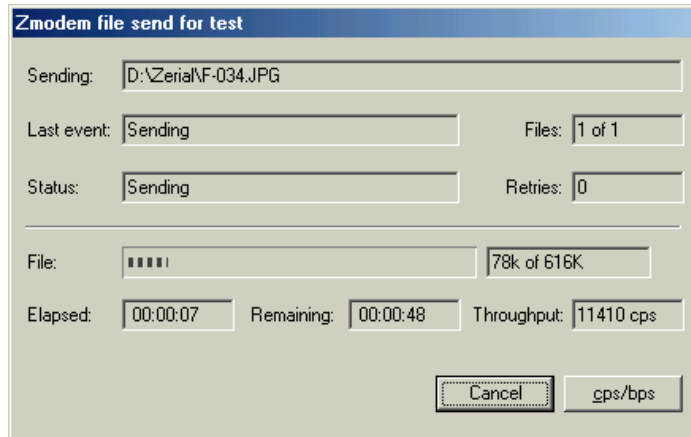 Zmodem file send for test
Sending: D:\Zerial\F-034.JPG
Last event: Sending Files: 1 of 1
Status: Sending Retries: 0
File: 78k of 616K
Elapsed: 00:00:07 Remaining: 00:00:48 Throughput: 11410 cps
Cancel cps/bps